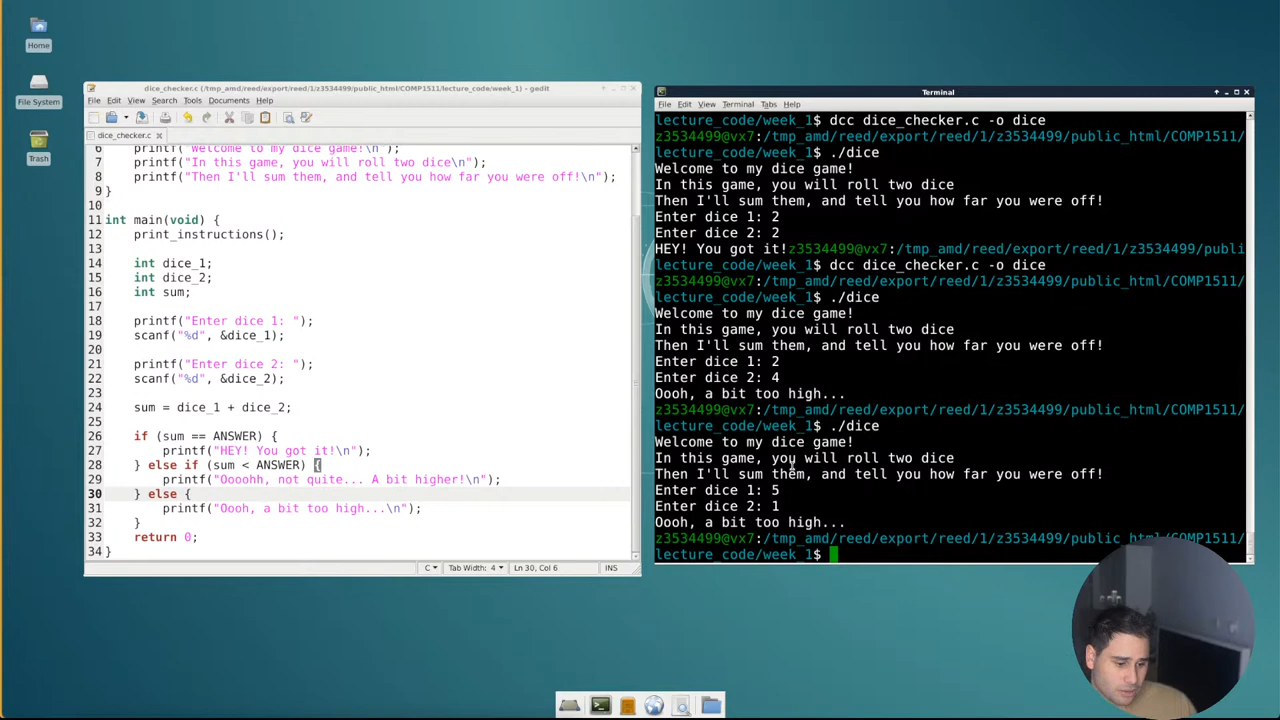 Home
File System
Trash
dice_checker.c (/tmp_amd/reed/export/reed/1/z3534499/public_html/COMP1511/lecture_code/week_1) - gedit
File Edit View Search Tools Documents Help
dice_checker.c
6 printf("Welcome to my dice game!\n");
7 printf("In this game, you will roll two dice\n");
8 printf("Then I'll sum them, and tell you how far you were off!\n");
9 }
10
11 int main(void) {
12 print_instructions();
13
14 int dice_1;
15 int dice_2;
16 int sum;
17
18 printf("Enter dice 1: ");
19 scanf("%d", &dice_1);
20
21 printf("Enter dice 2: ");
22 scanf("%d", &dice_2);
23
24 sum = dice_1 + dice_2;
25
26 if (sum == ANSWER) {
27 printf("HEY! You got it!\n");
28 } else if (sum < ANSWER) {
29 printf("Oooohh, not quite... A bit higher!\n");
30 } else {
31 printf("Oooh, a bit too high...\n");
32 }
33 return 0;
34 }
C Tab Width: 4 Ln 30, Col 6 INS
Terminal
File Edit View Terminal Tabs Help
lecture_code/week_1$ dcc dice_checker.c -o dice
z3534499@vx7:/tmp_amd/reed/export/reed/1/z3534499/public_html/COMP1511/
lecture_code/week_1$ ./dice
Welcome to my dice game!
In this game, you will roll two dice
Then I'll sum them, and tell you how far you were off!
Enter dice 1: 2
Enter dice 2: 2
HEY! You got it!z3534499@vx7:/tmp_amd/reed/export/reed/1/z3534499/publi
lecture_code/week_1$ dcc dice_checker.c -o dice
z3534499@vx7:/tmp_amd/reed/export/reed/1/z3534499/public_html/COMP1511/
lecture_code/week_1$ ./dice
Welcome to my dice game!
In this game, you will roll two dice
Then I'll sum them, and tell you how far you were off!
Enter dice 1: 2
Enter dice 2: 4
Oooh, a bit too high...
z3534499@vx7:/tmp_amd/reed/export/reed/1/z3534499/public_html/COMP1511/
lecture_code/week_1$ ./dice
Welcome to my dice game!
In this game, you will roll two dice
Then I'll sum them, and tell you how far you were off!
Enter dice 1: 5
Enter dice 2: 1
Oooh, a bit too high...
z3534499@vx7:/tmp_amd/reed/export/reed/1/z3534499/public_html/COMP1511/
lecture_code/week_1$